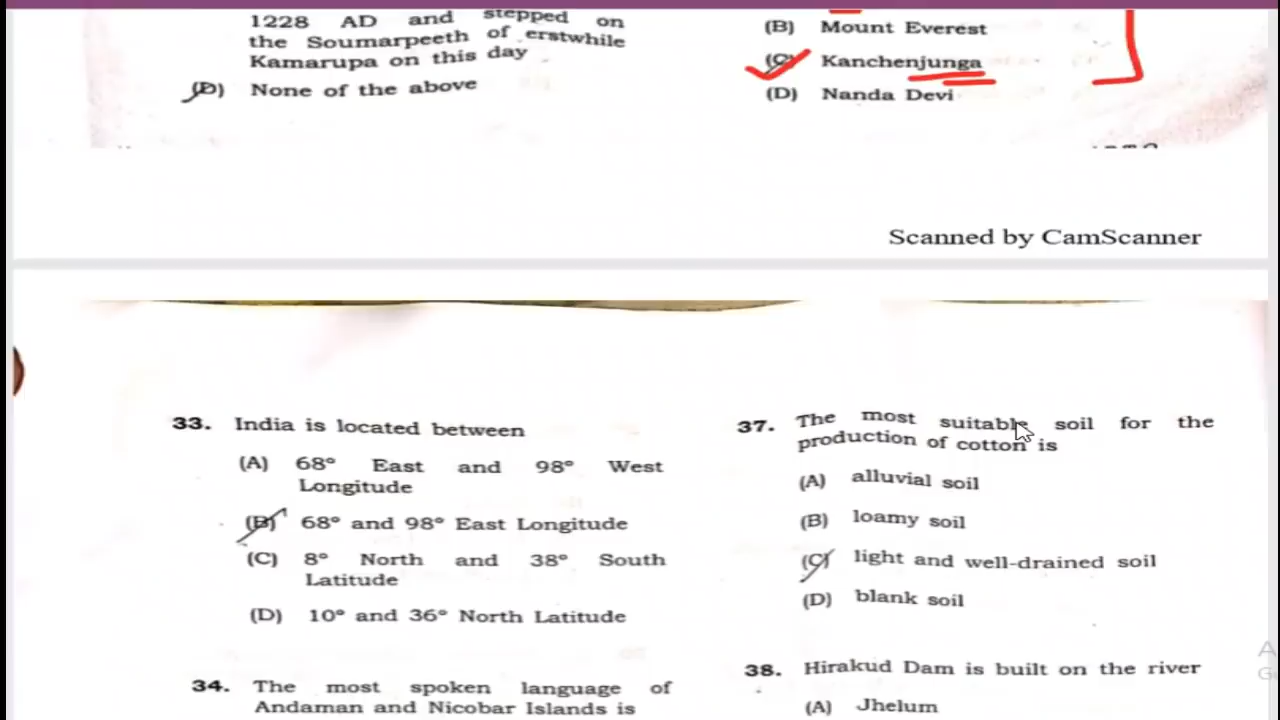 1228 AD and stepped on
the Soumarpeeth of erstwhile
Kamarupa on this day
(D) None of the above
(B) Mount Everest
(C) Kanchenjunga
(D) Nanda Devi
Scanned by CamScanner
33. India is located between
(A) 68° East and 98° West
Longitude
(B) 68° and 98° East Longitude
(C) 8° North and 38° South
Latitude
(D) 10° and 36° North Latitude
34. The most spoken language of
Andaman and Nicobar Islands is
37. The most suitable soil for the
production of cotton is
(A) alluvial soil
(B) loamy soil
(C) light and well-drained soil
(D) blank soil
38. Hirakud Dam is built on the river
(A) Jhelum